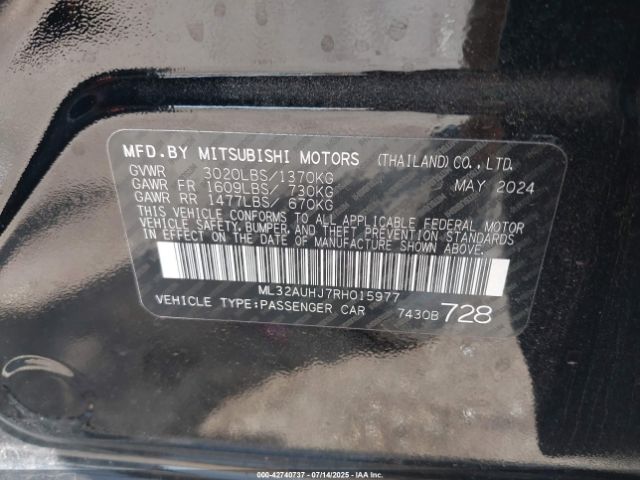 MFD.BY MITSUBISHI MOTORS (THAILAND) CO., LTD.
GVWR 3020LBS/1370KG MAY 2024
GAWR FR 1609LBS/ 730KG
GAWR RR 1477LBS/ 670KG
THIS VEHICLE CONFORMS TO ALL APPLICABLE FEDERAL MOTOR
VEHICLE SAFETY, BUMPER, AND THEFT PREVENTION STANDARDS
IN EFFECT ON THE DATE OF MANUFACTURE SHOWN ABOVE.
ML32AUHJ7RH015977
VEHICLE TYPE:PASSENGER CAR 7430B 728
000-42740737 - 07/14/2025 - IAAI.COM